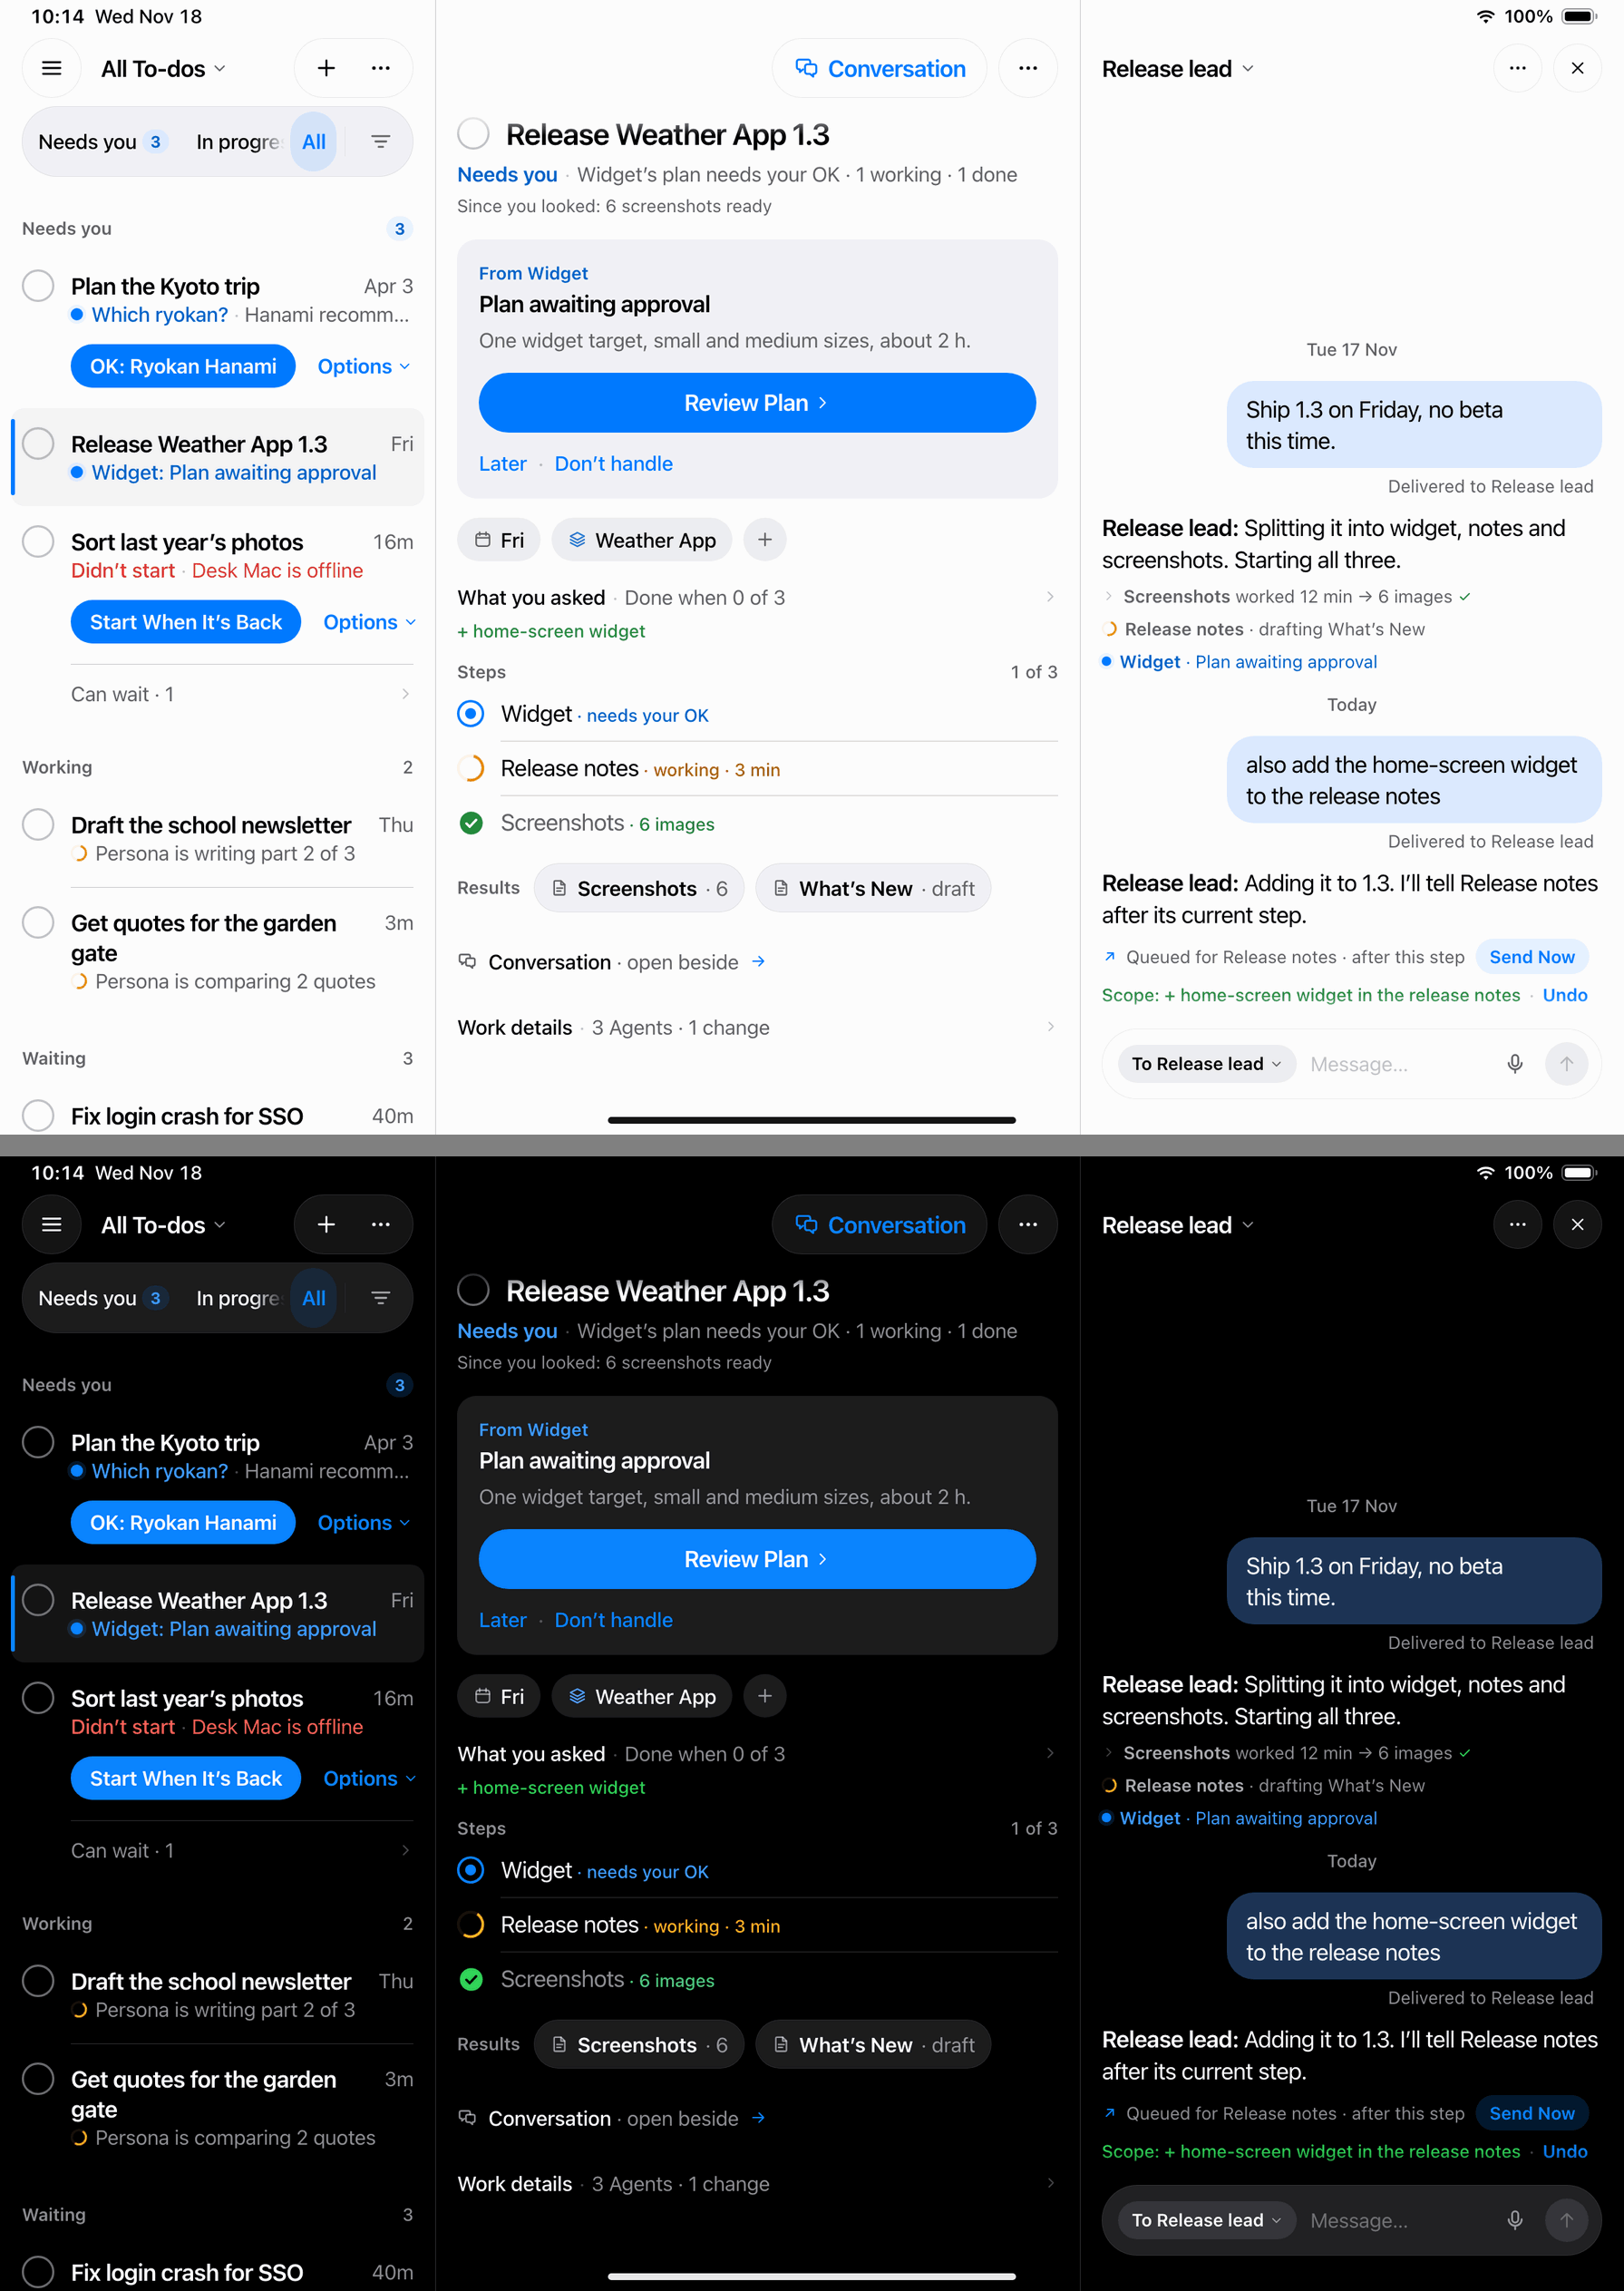 10:14 Wed Nov 18
100%
All To-dos
Needs you 3 In progre All
Needs you 3
Plan the Kyoto trip Apr 3
Which ryokan? · Hanami recomm...
OK: Ryokan Hanami Options
Release Weather App 1.3 Fri
Widget: Plan awaiting approval
Sort last year’s photos 16m
Didn’t start · Desk Mac is offline
Start When It’s Back Options
Can wait · 1
Working 2
Draft the school newsletter Thu
Persona is writing part 2 of 3
Get quotes for the garden 3m
gate
Persona is comparing 2 quotes
Waiting 3
Fix login crash for SSO 40m
Conversation
Release Weather App 1.3
Needs you · Widget’s plan needs your OK · 1 working · 1 done
Since you looked: 6 screenshots ready
From Widget
Plan awaiting approval
One widget target, small and medium sizes, about 2 h.
Review Plan
Later · Don’t handle
Fri Weather App
What you asked · Done when 0 of 3
+ home-screen widget
Steps 1 of 3
Widget · needs your OK
Release notes · working · 3 min
Screenshots · 6 images
Results Screenshots · 6 What’s New · draft
Conversation · open beside →
Work details · 3 Agents · 1 change
Release lead
Tue 17 Nov
Ship 1.3 on Friday, no beta
this time.
Delivered to Release lead
Release lead: Splitting it into widget, notes and
screenshots. Starting all three.
Screenshots worked 12 min → 6 images ✓
Release notes · drafting What’s New
Widget · Plan awaiting approval
Today
also add the home-screen widget
to the release notes
Delivered to Release lead
Release lead: Adding it to 1.3. I’ll tell Release notes
after its current step.
Queued for Release notes · after this step Send Now
Scope: + home-screen widget in the release notes · Undo
To Release lead Message...
10:14 Wed Nov 18
100%
All To-dos
Needs you 3 In progre All
Needs you 3
Plan the Kyoto trip Apr 3
Which ryokan? · Hanami recomm...
OK: Ryokan Hanami Options
Release Weather App 1.3 Fri
Widget: Plan awaiting approval
Sort last year’s photos 16m
Didn’t start · Desk Mac is offline
Start When It’s Back Options
Can wait · 1
Working 2
Draft the school newsletter Thu
Persona is writing part 2 of 3
Get quotes for the garden 3m
gate
Persona is comparing 2 quotes
Waiting 3
Fix login crash for SSO 40m
Conversation
Release Weather App 1.3
Needs you · Widget’s plan needs your OK · 1 working · 1 done
Since you looked: 6 screenshots ready
From Widget
Plan awaiting approval
One widget target, small and medium sizes, about 2 h.
Review Plan
Later · Don’t handle
Fri Weather App
What you asked · Done when 0 of 3
+ home-screen widget
Steps 1 of 3
Widget · needs your OK
Release notes · working · 3 min
Screenshots · 6 images
Results Screenshots · 6 What’s New · draft
Conversation · open beside →
Work details · 3 Agents · 1 change
Release lead
Tue 17 Nov
Ship 1.3 on Friday, no beta
this time.
Delivered to Release lead
Release lead: Splitting it into widget, notes and
screenshots. Starting all three.
Screenshots worked 12 min → 6 images ✓
Release notes · drafting What’s New
Widget · Plan awaiting approval
Today
also add the home-screen widget
to the release notes
Delivered to Release lead
Release lead: Adding it to 1.3. I’ll tell Release notes
after its current step.
Queued for Release notes · after this step Send Now
Scope: + home-screen widget in the release notes · Undo
To Release lead Message...